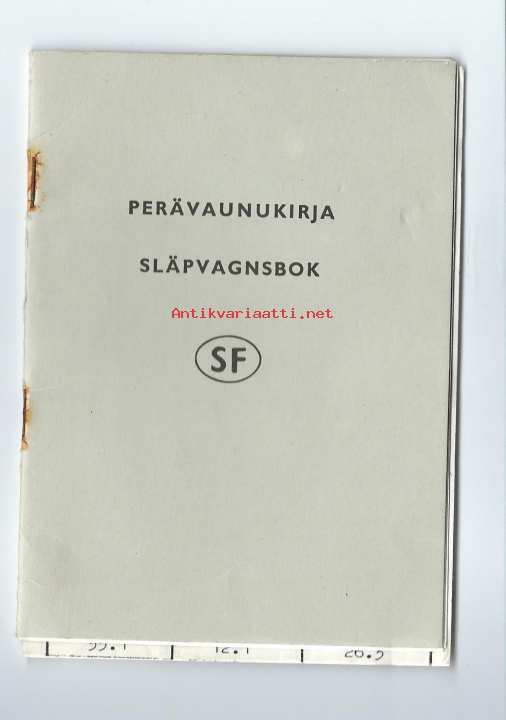 PERÄVAUNUKIRJA
SLÄPVAGNSBOK
Antikvariaatti.net
SF